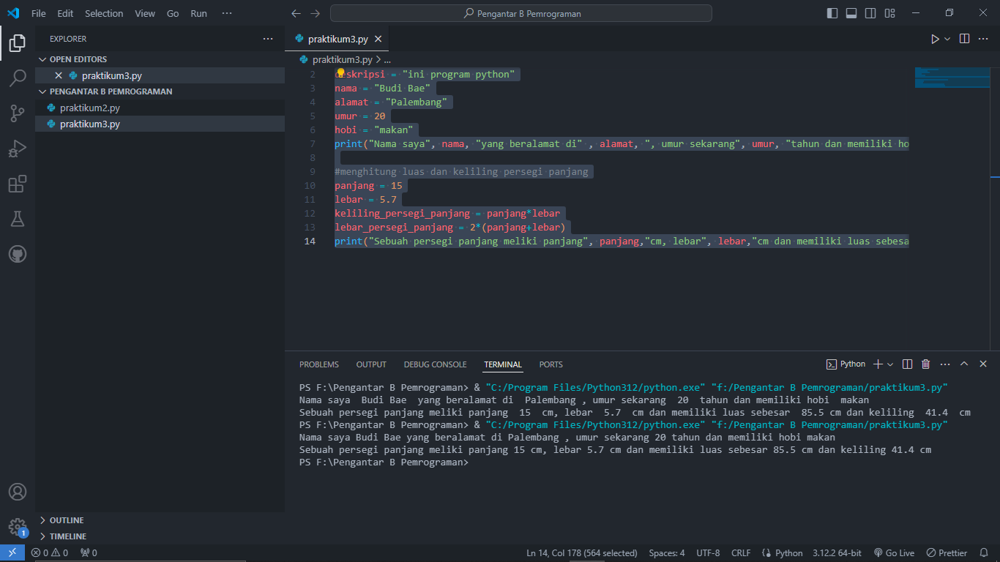 File Edit Selection View Go Run ···
Pengantar B Pemrograman
EXPLORER ···
OPEN EDITORS
praktikum3.py
PENGANTAR B PEMROGRAMAN
praktikum2.py
praktikum3.py
OUTLINE
TIMELINE
1
praktikum3.py
praktikum3.py > ...
2 deskripsi = "ini program python"
3 nama = "Budi Bae"
4 alamat = "Palembang"
5 umur = 20
6 hobi = "makan"
7 print("Nama saya", nama, "yang beralamat di" , alamat, ", umur sekarang", umur, "tahun dan memiliki ho
8
9 #menghitung luas dan keliling persegi panjang
10 panjang = 15
11 lebar = 5.7
12 keliling_persegi_panjang = panjang*lebar
13 lebar_persegi_panjang = 2*(panjang+lebar)
14 print("Sebuah persegi panjang meliki panjang", panjang,"cm, lebar", lebar,"cm dan memiliki luas sebesa
PROBLEMS OUTPUT DEBUG CONSOLE TERMINAL PORTS
Python
PS F:\Pengantar B Pemrograman> & "C:/Program Files/Python312/python.exe" "f:/Pengantar B Pemrograman/praktikum3.py"
Nama saya  Budi Bae  yang beralamat di  Palembang , umur sekarang  20  tahun dan memiliki hobi  makan
Sebuah persegi panjang meliki panjang  15  cm, lebar  5.7  cm dan memiliki luas sebesar  85.5 cm dan keliling  41.4  cm
PS F:\Pengantar B Pemrograman> & "C:/Program Files/Python312/python.exe" "f:/Pengantar B Pemrograman/praktikum3.py"
Nama saya Budi Bae yang beralamat di Palembang , umur sekarang 20 tahun dan memiliki hobi makan
Sebuah persegi panjang meliki panjang 15 cm, lebar 5.7 cm dan memiliki luas sebesar 85.5 cm dan keliling 41.4 cm
PS F:\Pengantar B Pemrograman>
0 0 0 Ln 14, Col 178 (564 selected) Spaces: 4 UTF-8 CRLF Python 3.12.2 64-bit Go Live Prettier